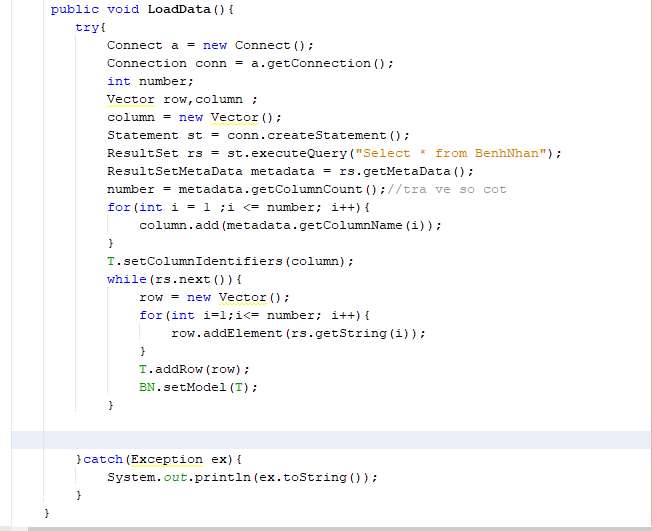 public void LoadData(){
try{
Connect a = new Connect();
Connection conn = a.getConnection();
int number;
Vector row,column ;
column = new Vector();
Statement st = conn.createStatement();
ResultSet rs = st.executeQuery("Select * from BenhNhan");
ResultSetMetaData metadata = rs.getMetaData();
number = metadata.getColumnCount();//tra ve so cot
for(int i = 1 ;i <= number; i++){
column.add(metadata.getColumnName(i));
}
T.setColumnIdentifiers(column);
while(rs.next()){
row = new Vector();
for(int i=1;i<= number; i++){
row.addElement(rs.getString(i));
}
T.addRow(row);
BN.setModel(T);
}
}catch(Exception ex){
System.out.println(ex.toString());
}
}